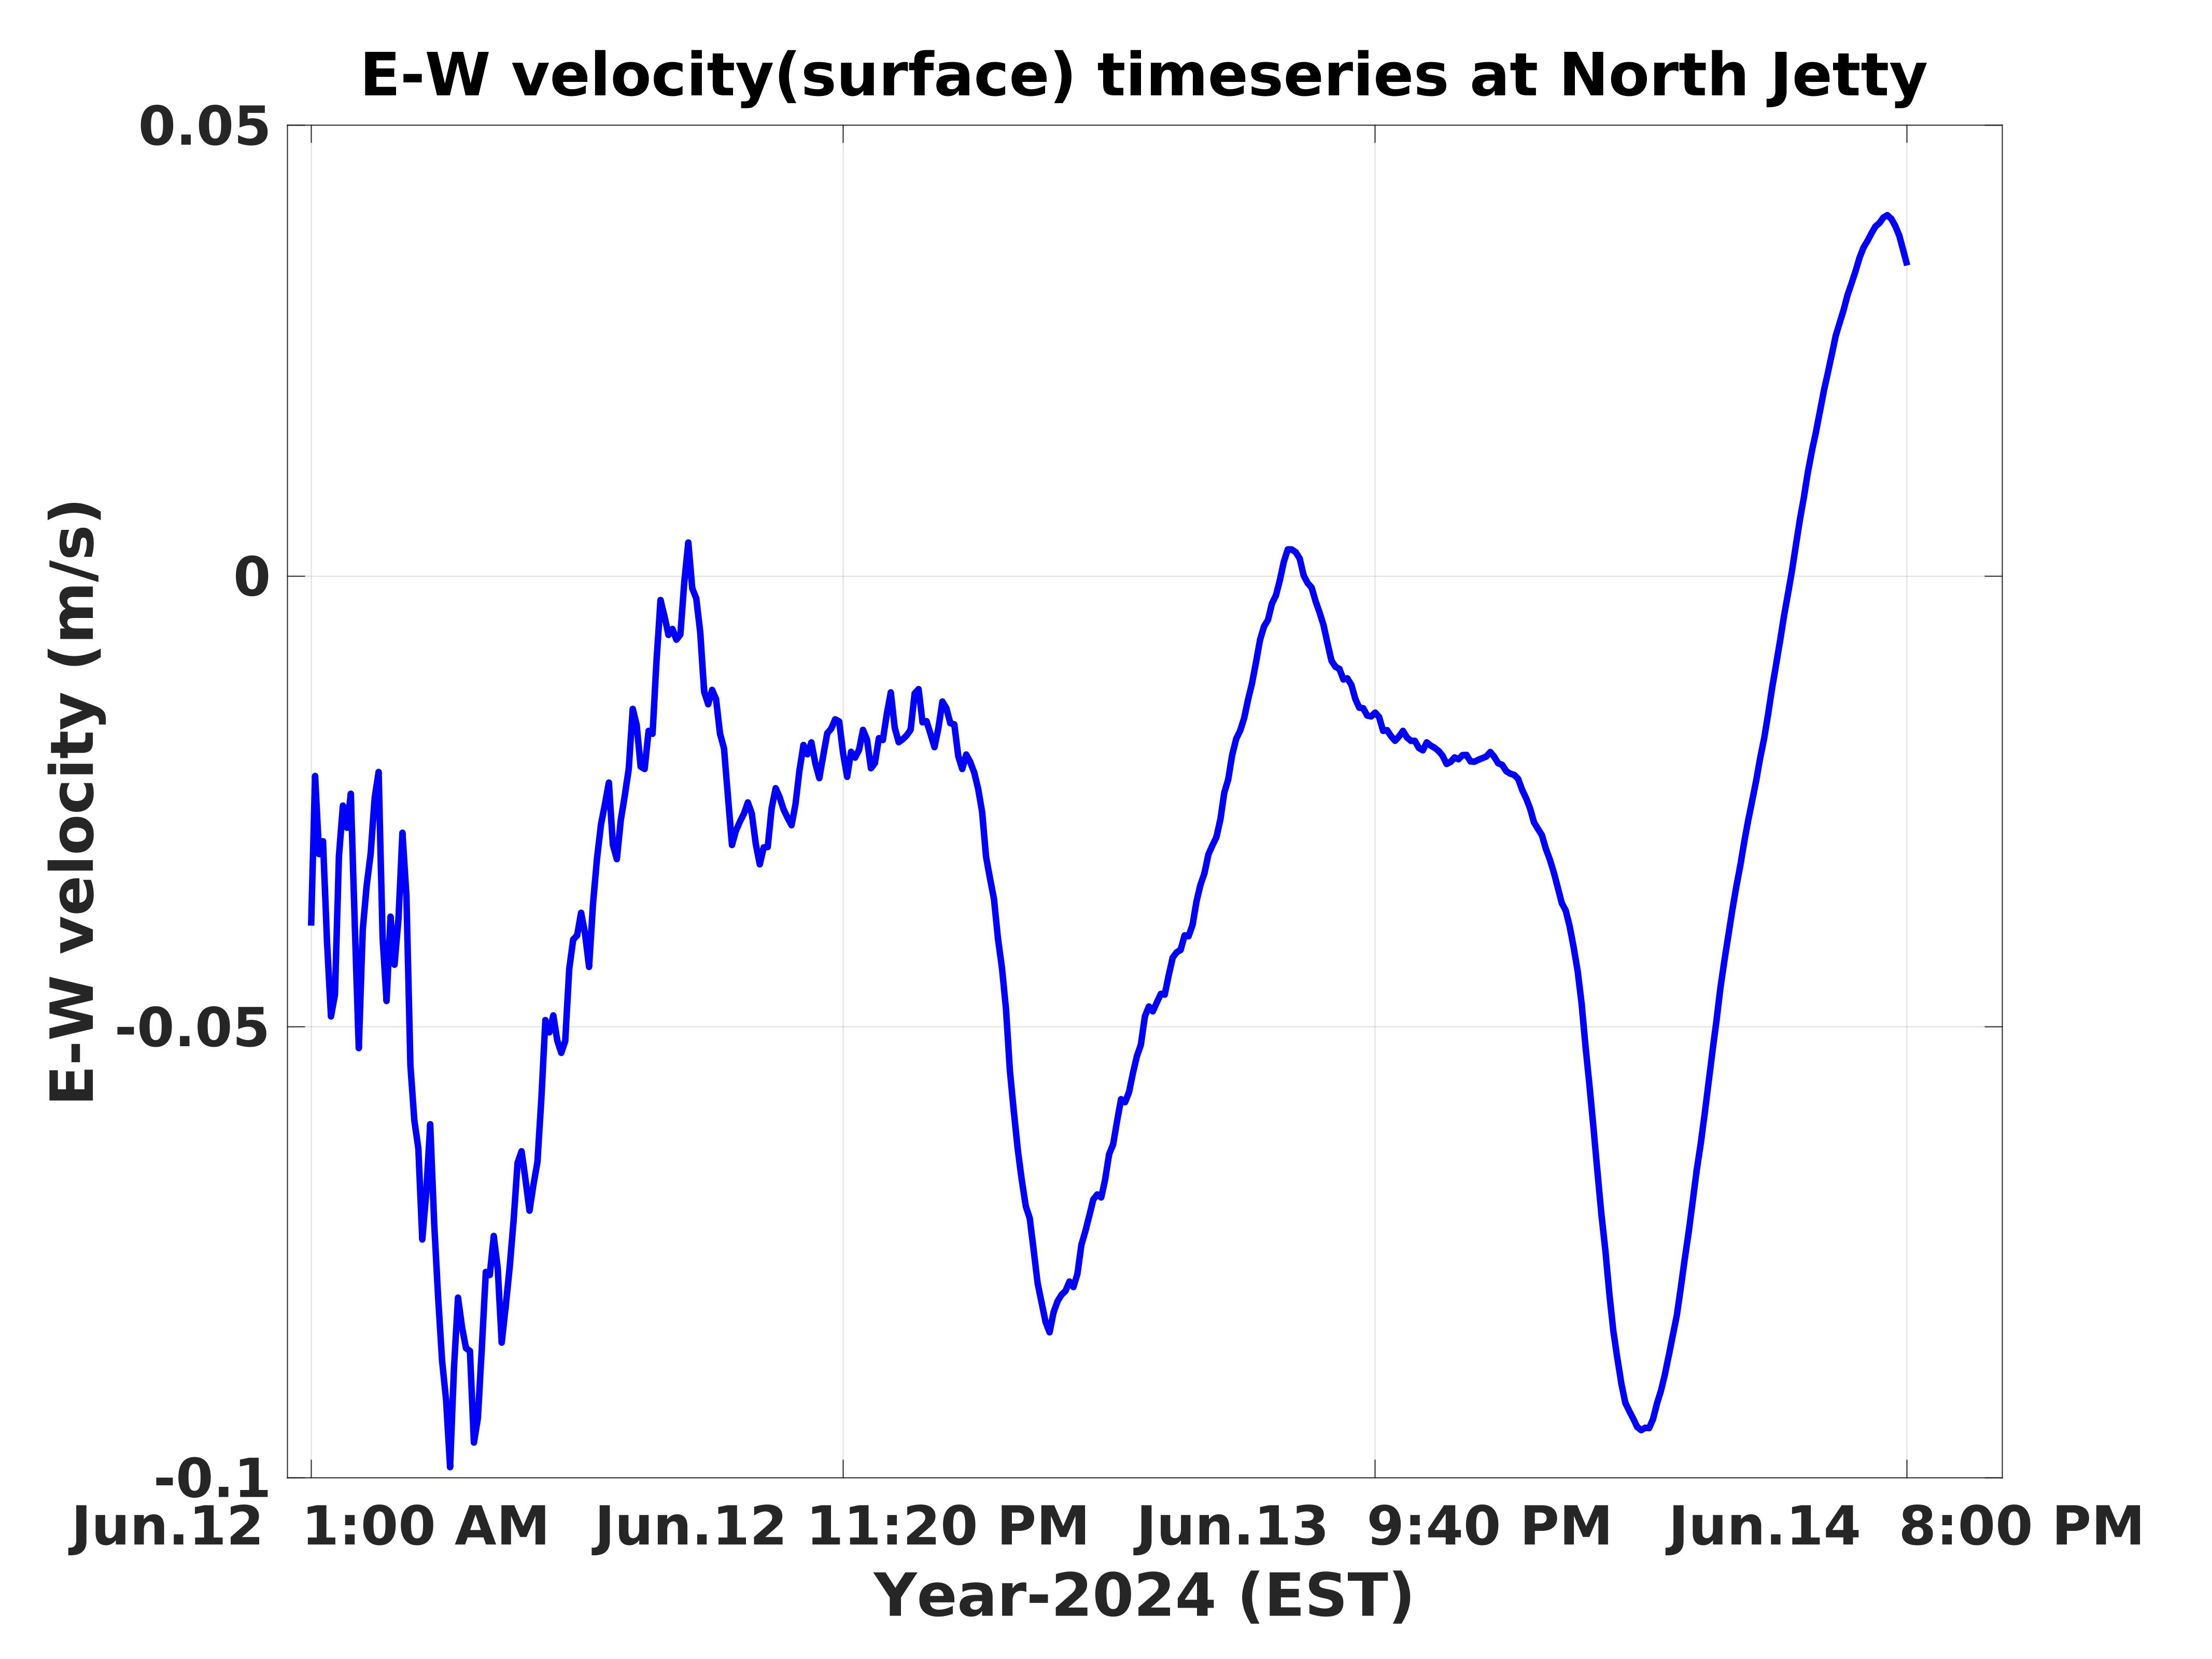 E-W velocity(surface) timeseries at North Jetty
0.05
0
-0.05
-0.1
E-W velocity (m/s)
Jun.12 1:00 AM Jun.12 11:20 PM Jun.13 9:40 PM Jun.14 8:00 PM
Year-2024 (EST)